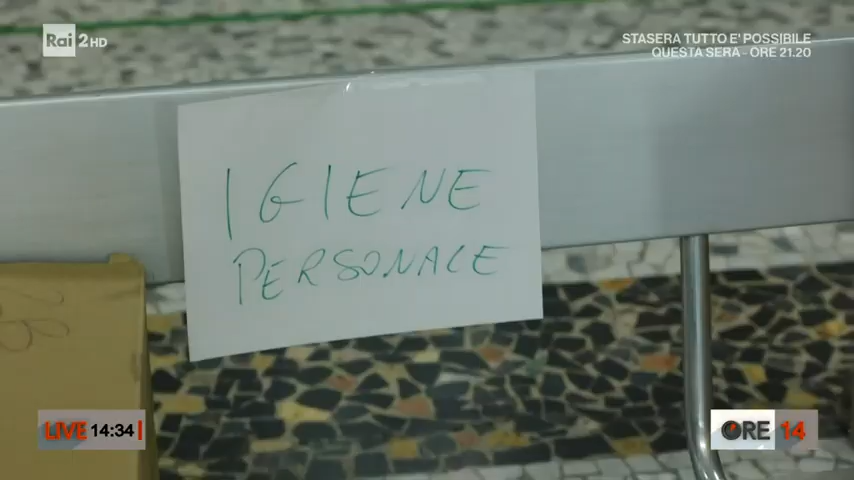 Rai 2HD
STASERA TUTTO E' POSSIBILE
QUESTA SERA - ORE 21.20
IGIENE
PERSONALE
LIVE 14:34
ORE 14